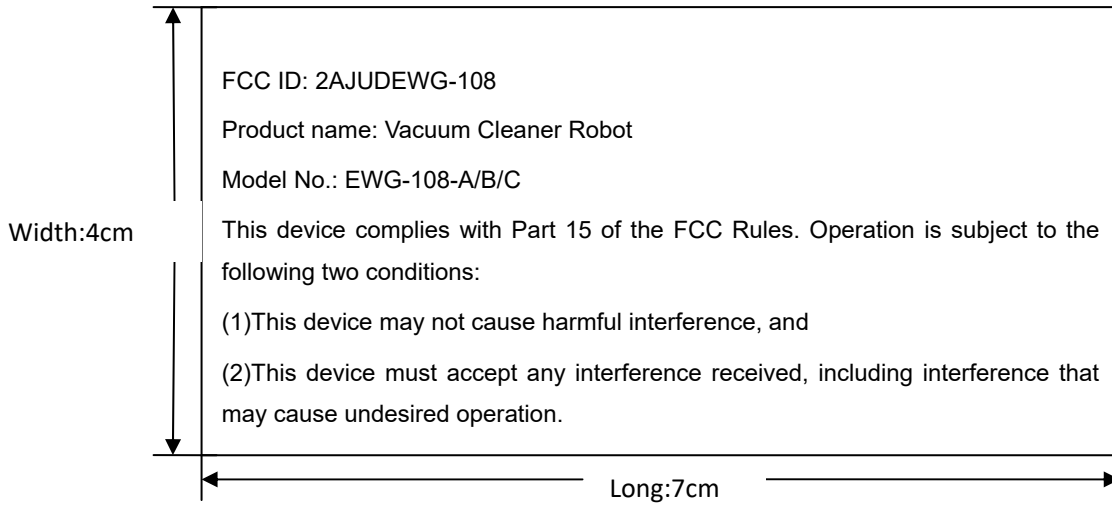 FCC ID: 2AJUDEWG-108
Product name: Vacuum Cleaner Robot
Model No.: EWG-108-A/B/C
Width:4cm
This device complies with Part 15 of the FCC Rules. Operation is subject to the
following two conditions:
(1)This device may not cause harmful interference, and
(2)This device must accept any interference received, including interference that
may cause undesired operation.
Long:7cm